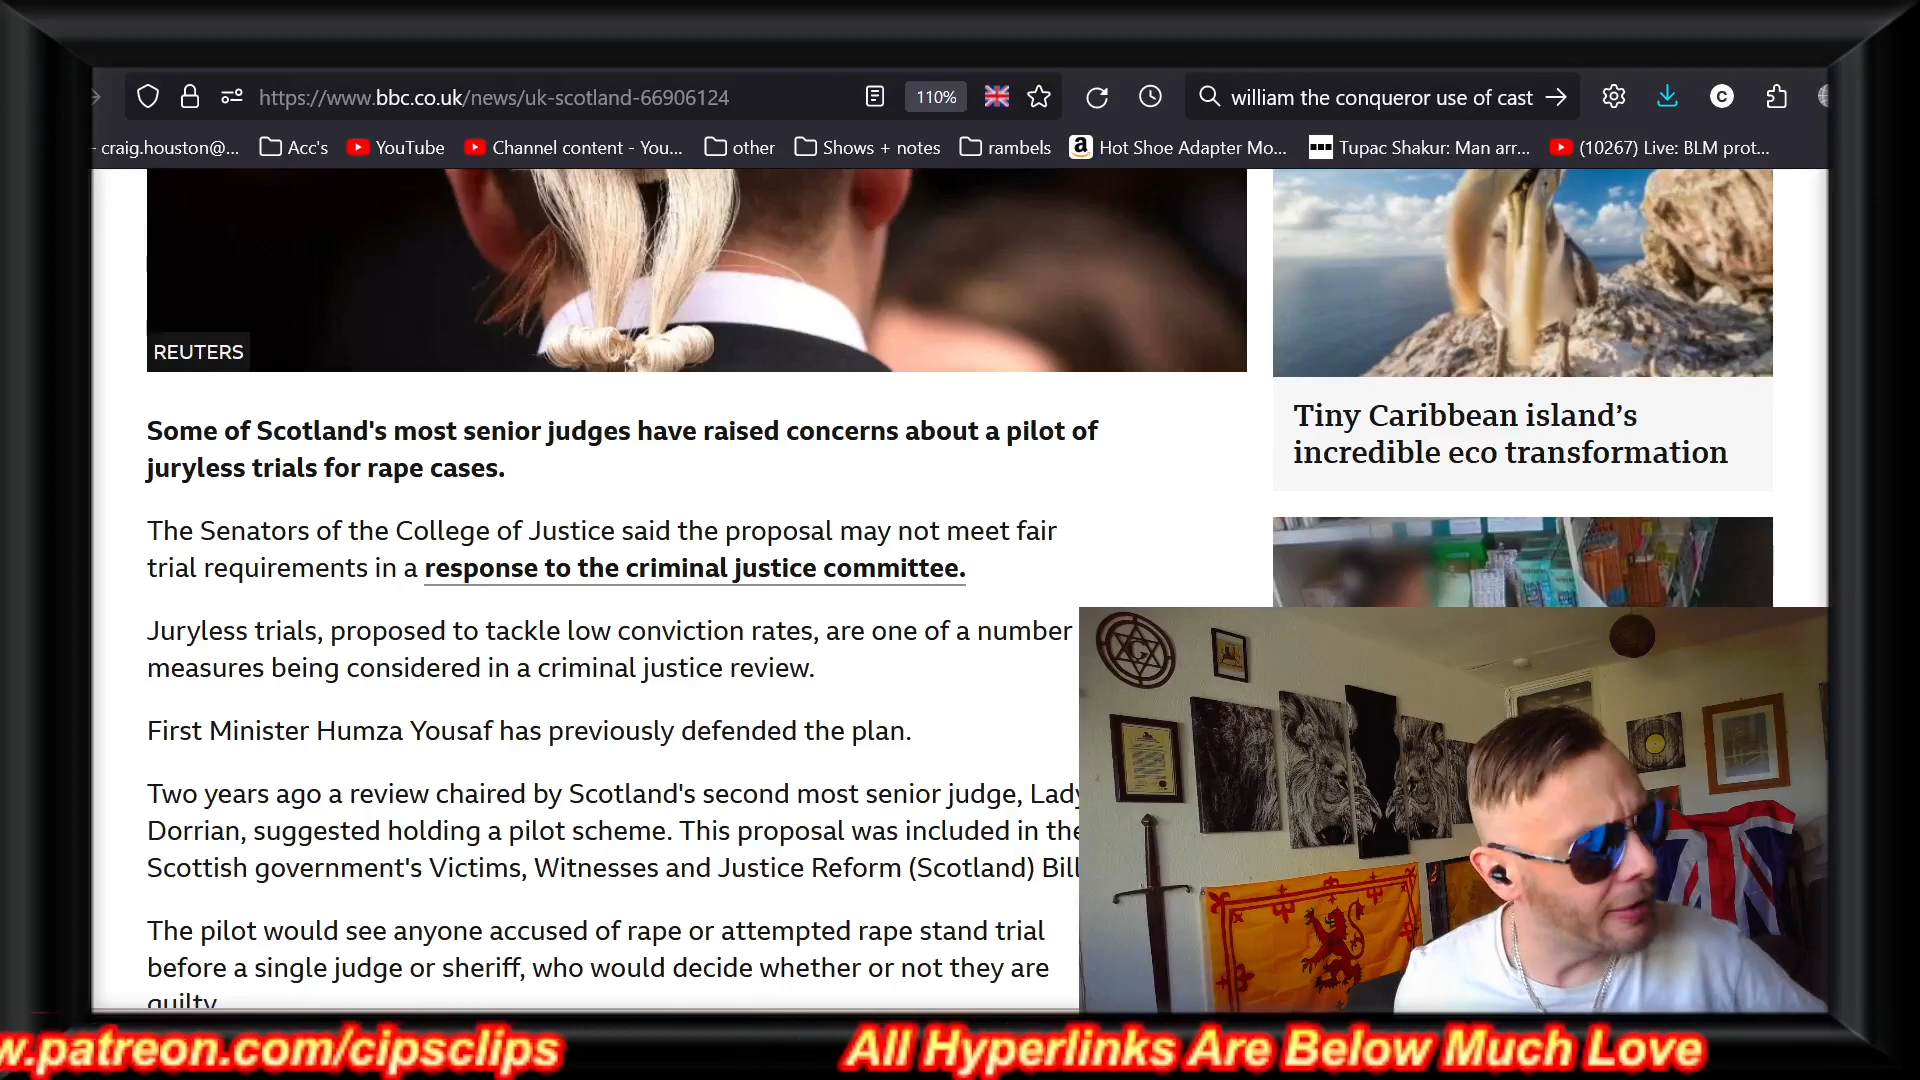 https://www.bbc.co.uk/news/uk-scotland-66906124
110%
william the conqueror use of cast
C
craig.houston@...
Acc's
YouTube
Channel content - You...
other
Shows + notes
rambels
a
Hot Shoe Adapter Mo...
Tupac Shakur: Man arr...
(10267) Live: BLM prot...
REUTERS
Some of Scotland's most senior judges have raised concerns about a pilot of
juryless trials for rape cases.
The Senators of the College of Justice said the proposal may not meet fair
trial requirements in a response to the criminal justice committee.
Juryless trials, proposed to tackle low conviction rates, are one of a number
measures being considered in a criminal justice review.
First Minister Humza Yousaf has previously defended the plan.
Two years ago a review chaired by Scotland's second most senior judge, Lady
Dorrian, suggested holding a pilot scheme. This proposal was included in the
Scottish government's Victims, Witnesses and Justice Reform (Scotland) Bill
The pilot would see anyone accused of rape or attempted rape stand trial
before a single judge or sheriff, who would decide whether or not they are
guilty
Tiny Caribbean island's
incredible eco transformation
w.patreon.com/cipsclips
All Hyperlinks Are Below Much Love